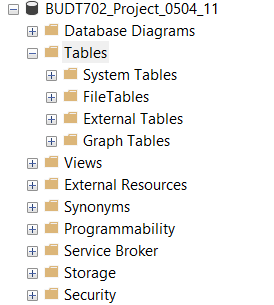 BUDT702_Project_0504_11
Database Diagrams
Tables
System Tables
FileTables
External Tables
Graph Tables
Views
External Resources
Synonyms
Programmability
Service Broker
Storage
Security